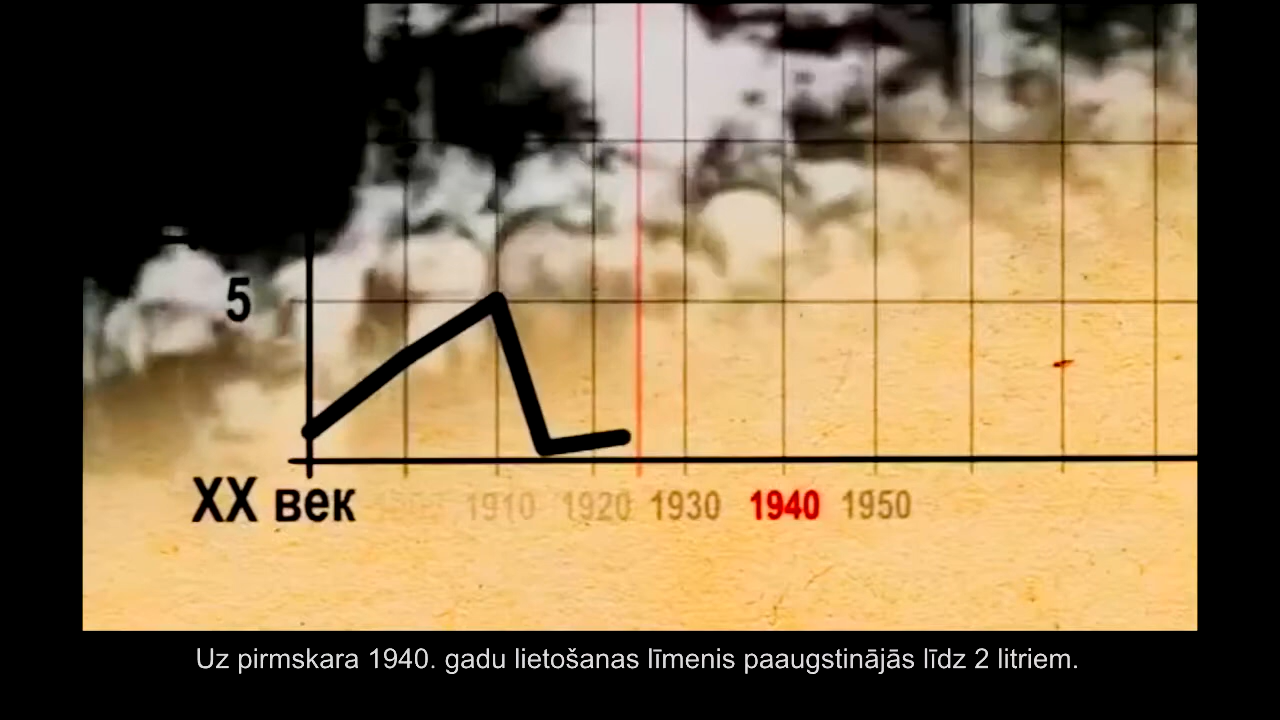 5
XX век 1910 1920 1930 1940 1950
Uz pirmskara 1940. gadu lietošanas līmenis paaugstinājās līdz 2 litriem.